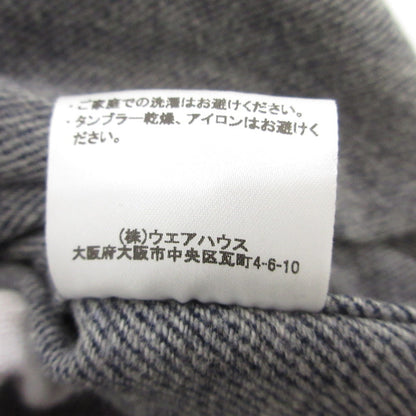 ・ご家庭での洗濯はお避けください。
・タンブラー乾燥、アイロンはお避けく
ださい。
(株)ウエアハウス
大阪府大阪市中央区瓦町4-6-10